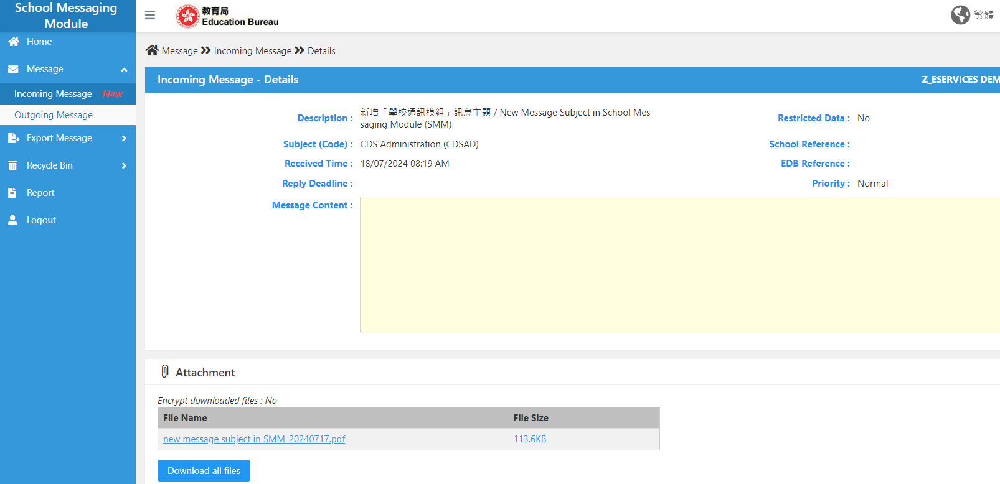 School Messaging
Module
Home
Message
Incoming Message New
Outgoing Message
Export Message
Recycle Bin
Report
Logout
教育局
Education Bureau
繁體
Message Incoming Message Details
Incoming Message - Details
Z_ESERVICES DEM
Description : 新增「學校通訊模組」訊息主題 / New Message Subject in School Mes
saging Module (SMM)
Restricted Data : No
Subject (Code) : CDS Administration (CDSAD)
School Reference :
Received Time : 18/07/2024 08:19 AM
EDB Reference :
Reply Deadline :
Priority : Normal
Message Content :
Attachment
Encrypt downloaded files : No
File Name File Size
new message subject in SMM_20240717.pdf 113.6KB
Download all files